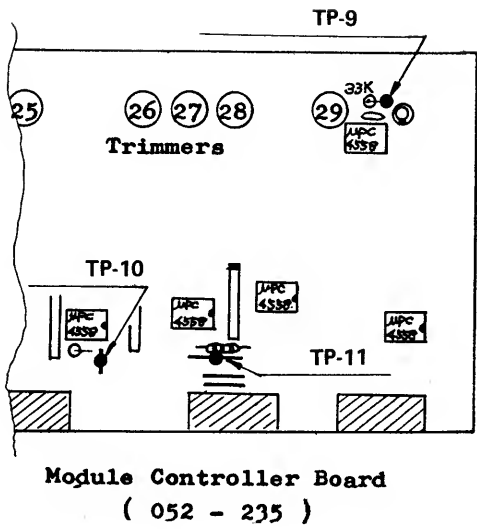 TP-9
33K
25 26 27 28 29
Trimmers
μPC
4558
TP-10
μPC
4558
μPC
4558
μPC
4558
μPC
4558
TP-11
Module Controller Board
( 052 - 235 )